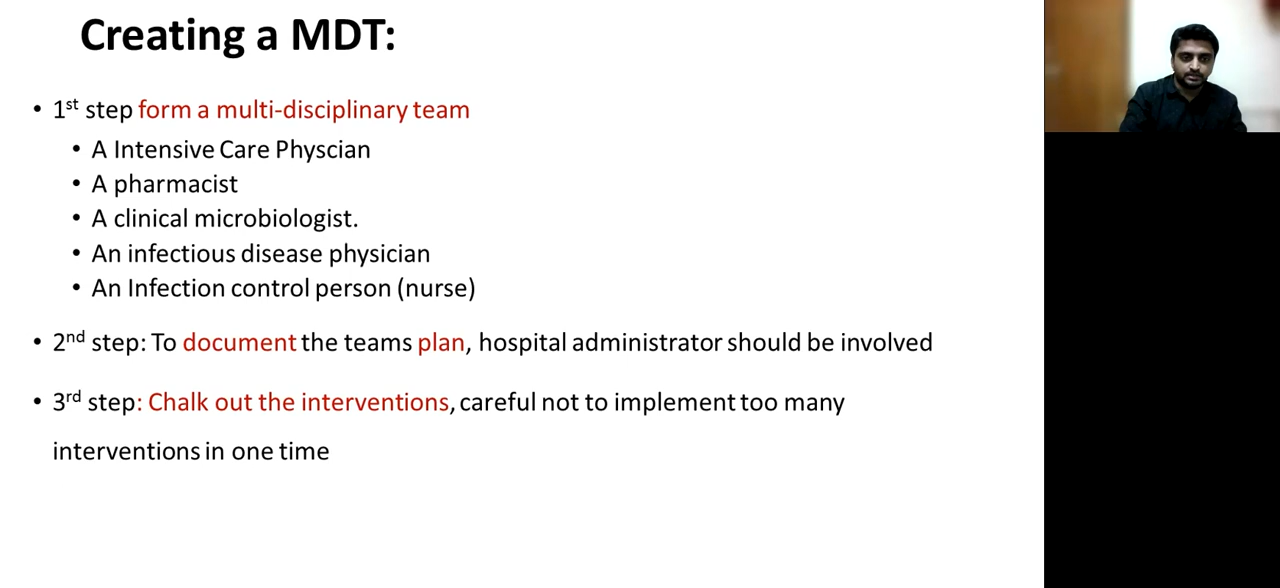 Creating a MDT:
• 1st step form a multi-disciplinary team
• A Intensive Care Physcian
• A pharmacist
• A clinical microbiologist.
• An infectious disease physician
• An Infection control person (nurse)
• 2nd step: To document the teams plan, hospital administrator should be involved
• 3rd step: Chalk out the interventions, careful not to implement too many
interventions in one time